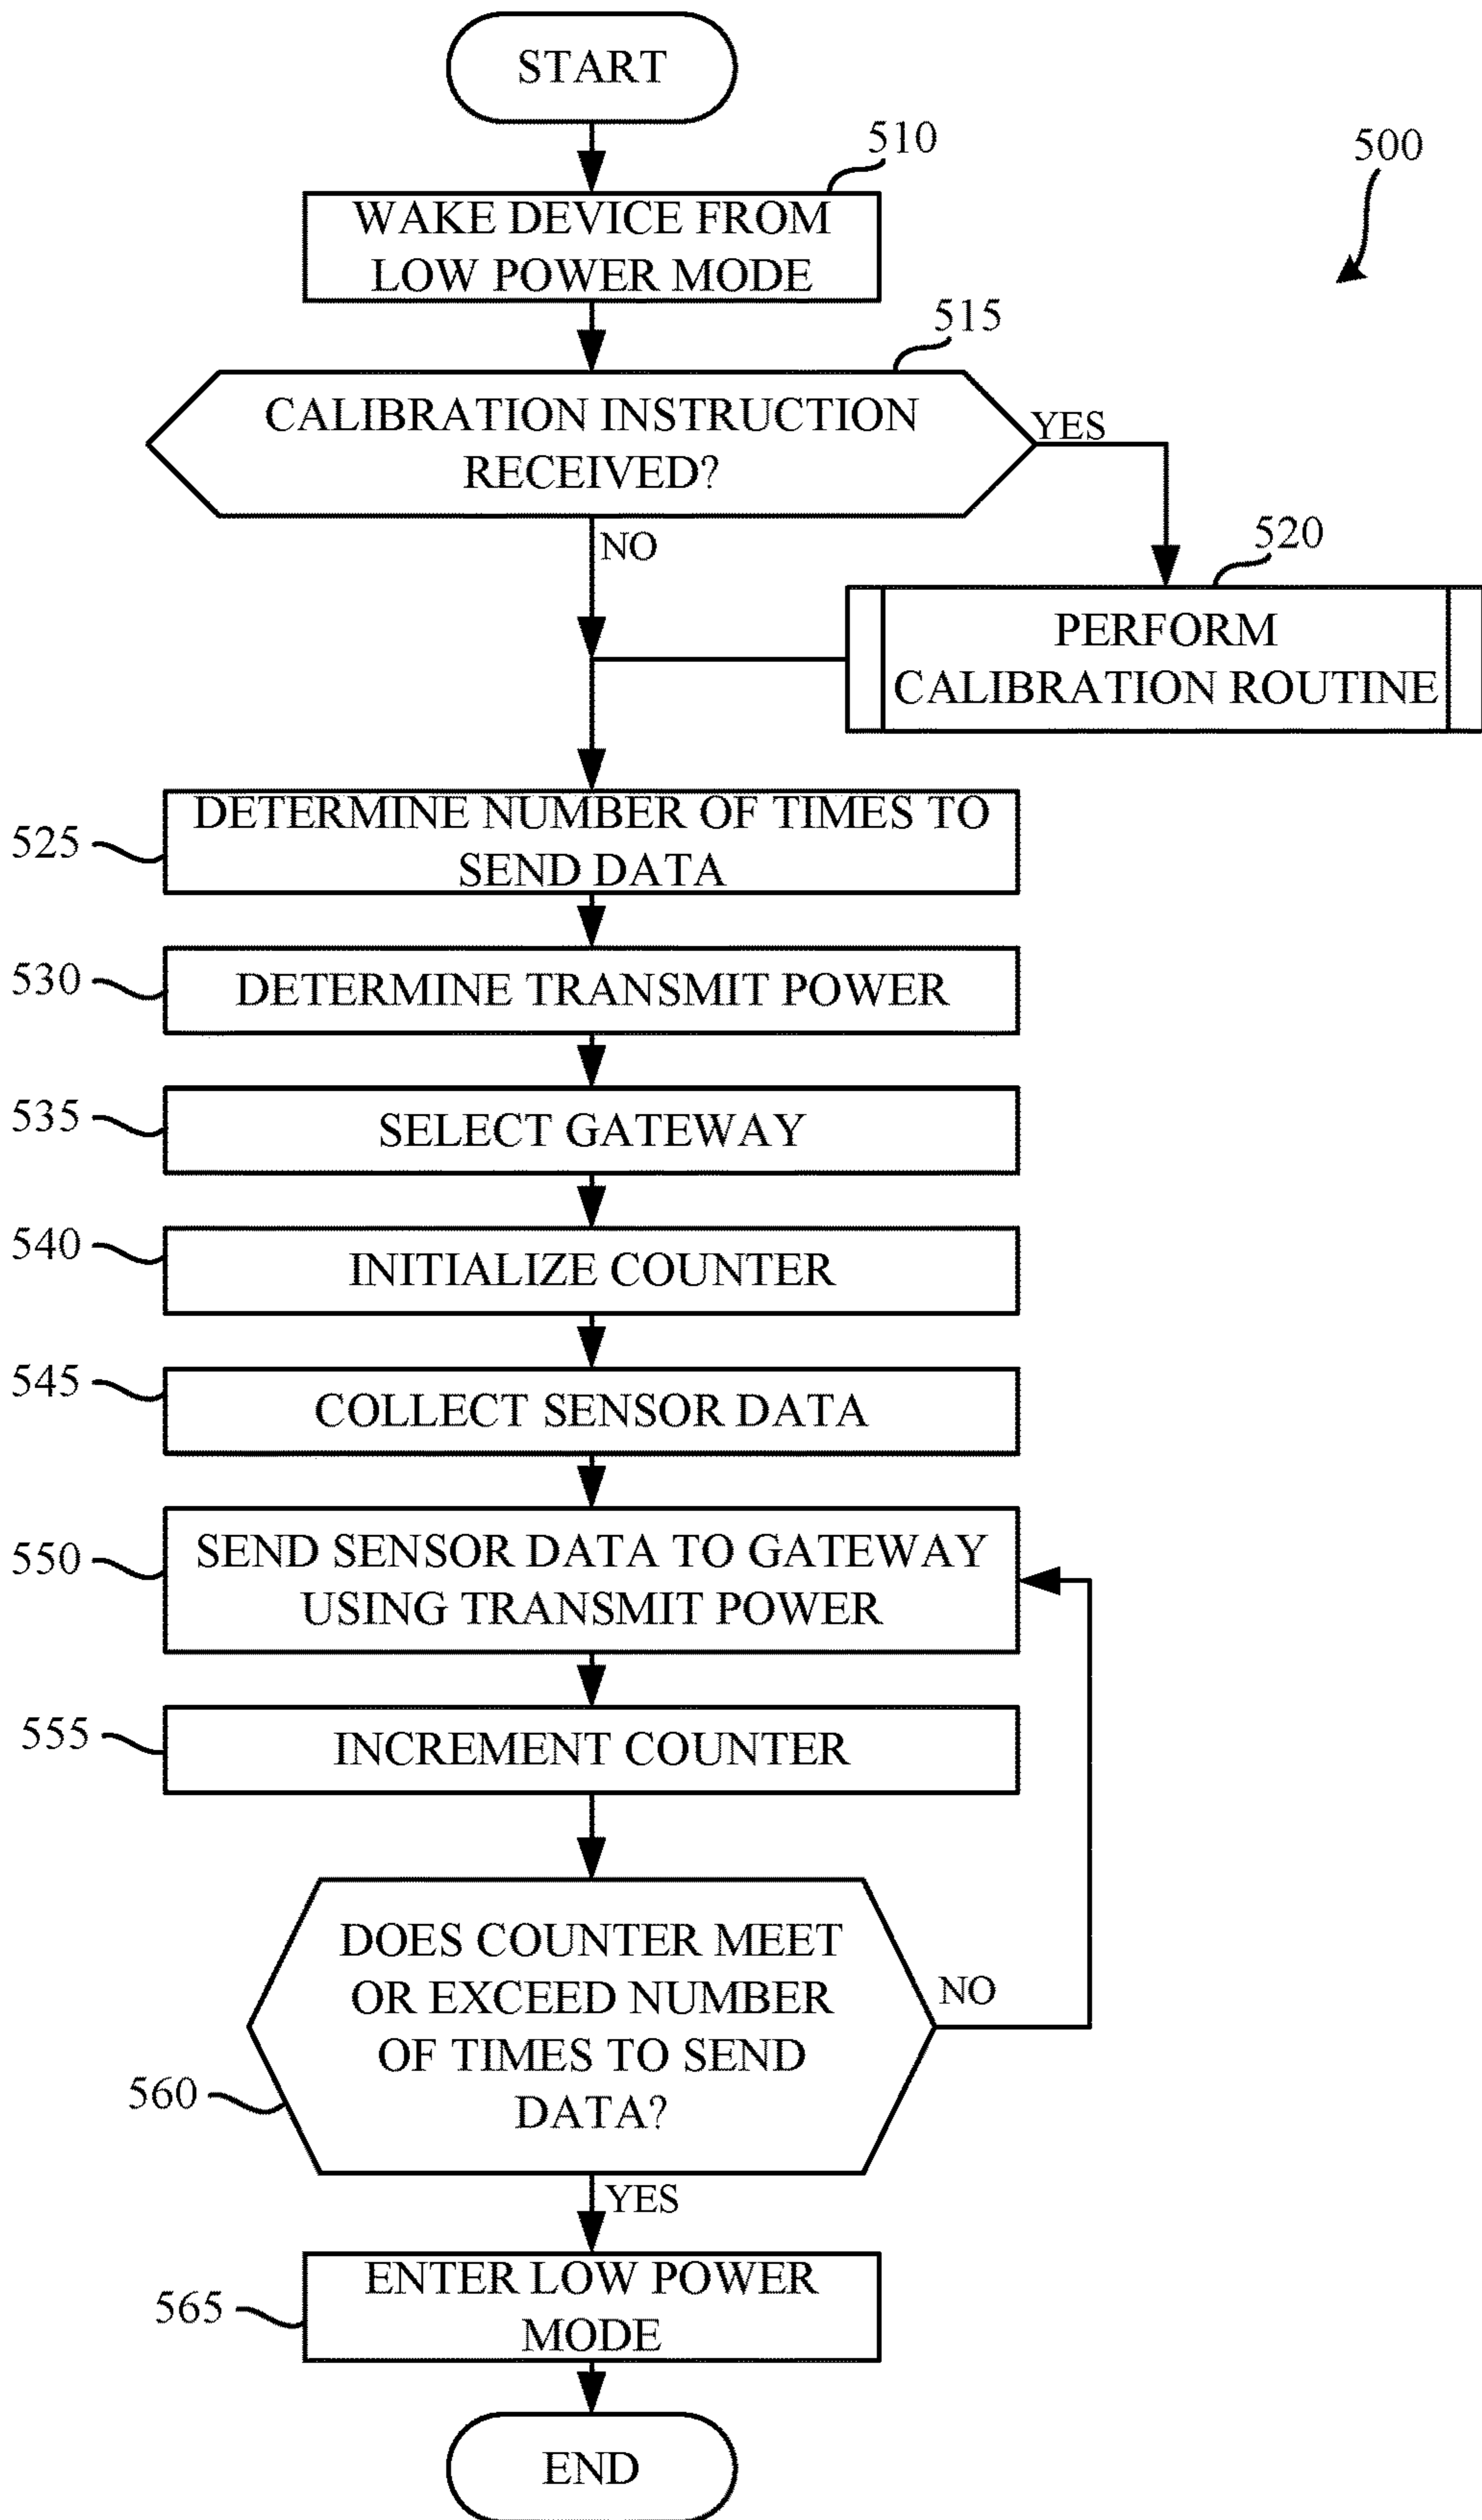 START
510
500
WAKE DEVICE FROM
LOW POWER MODE
515
CALIBRATION INSTRUCTION
RECEIVED?
YES
NO
520
PERFORM
CALIBRATION ROUTINE
525
DETERMINE NUMBER OF TIMES TO
SEND DATA
530
DETERMINE TRANSMIT POWER
535
SELECT GATEWAY
540
INITIALIZE COUNTER
545
COLLECT SENSOR DATA
550
SEND SENSOR DATA TO GATEWAY
USING TRANSMIT POWER
555
INCREMENT COUNTER
DOES COUNTER MEET
OR EXCEED NUMBER
OF TIMES TO SEND
DATA?
NO
560
YES
ENTER LOW POWER
MODE
565
END